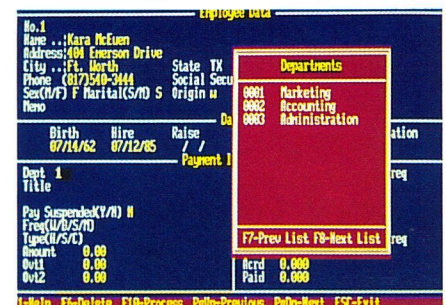 Employee Data
No.1
Name ..:Kara McEuen
Address:404 Emerson Drive
City ..:Ft. Worth State TX
Phone (817)540-3444 Social Secu
Sex(M/F) F Marital(S/M) S Origin W
Memo
Departments
0001 Marketing
0002 Accounting
0003 Administration
F7-Prev List F8-Next List
Da
Birth Hire Raise ation
07/14/62 07/12/85 / /
Payment I
Dept 1 req
Title
Pay Suspended(Y/N) N
Freq(W/B/S/M)
Type(H/S/C) req
Amount 0.00
Ovt1 0.00 Acrd 0.000
Ovt2 0.00 Paid 0.000
1-Help F6-Delete F10-Process PgUp-Previous PgDn-Next ESC-Exit